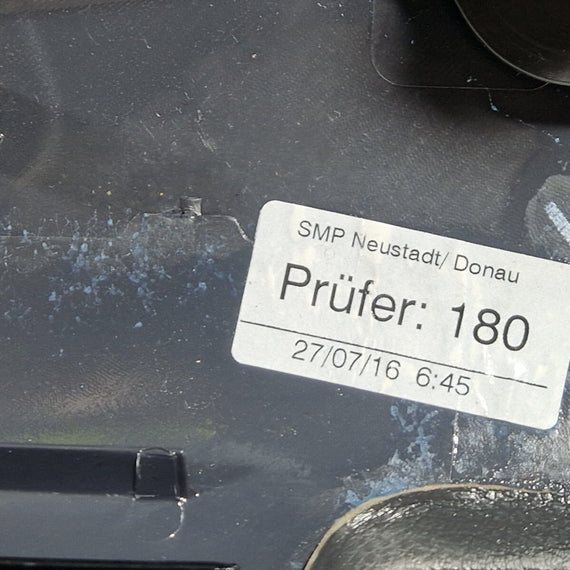 SMP Neustadt/ Donau
Prüfer: 180
27/07/16 6:45